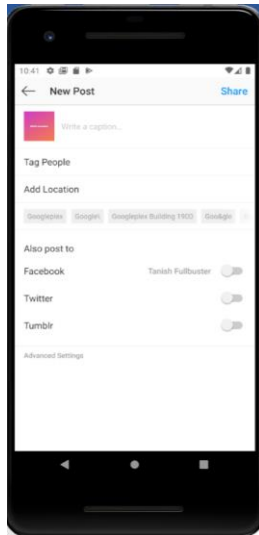 10:41
New Post
Share
Write a caption...
Tag People
Add Location
Googleplex
Googleplex Building 1900
Also post to
Facebook
Tanish Fullbuster
Twitter
Tumblr
Advanced Settings